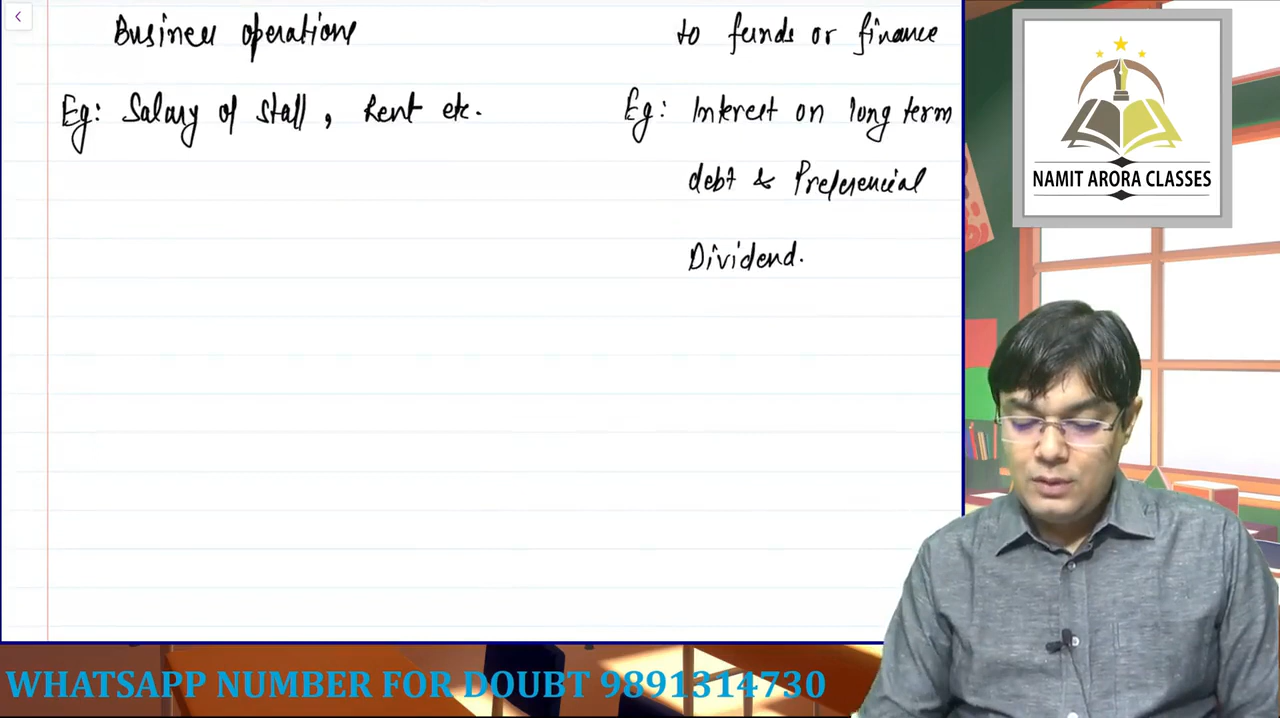 Business operations
to funds or finance
Eg: Salary of staff, Rent etc.
Eg: Interest on long term
debt & Preferencial
Dividend.
NAMIT ARORA CLASSES
WHATSAPP NUMBER FOR DOUBT 9891314730